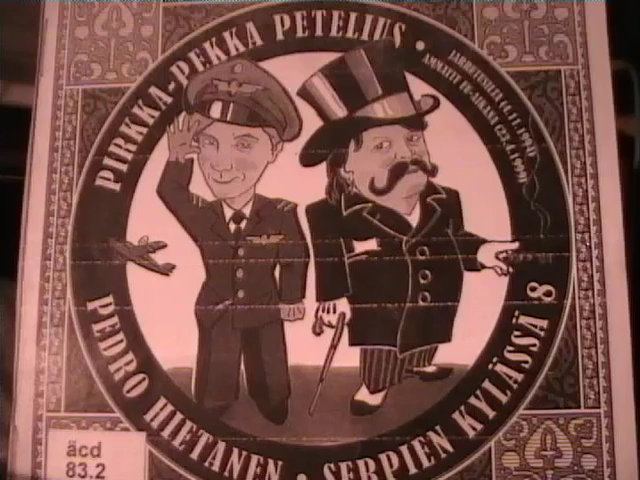 PIRKKA-PEKKA PETELIUS •
PEDRO HIETANEN • SERPIEN KYLÄSSÄ 8
äcd
83.2